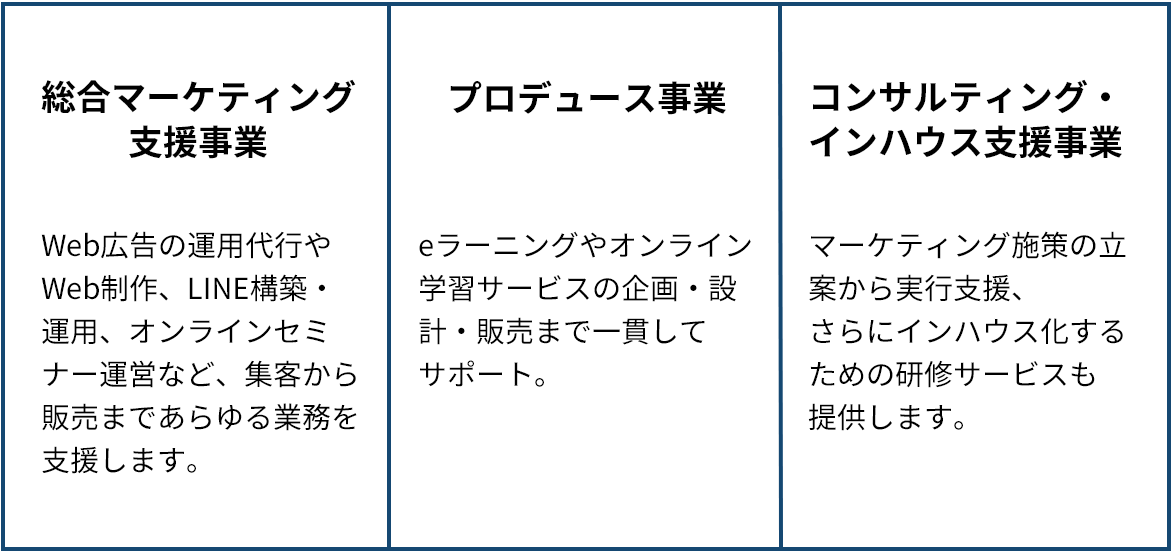 総合マーケティング
支援事業
Web広告の運用代行や
Web制作、LINE構築・
運用、オンラインセミ
ナー運営など、集客から
販売まであらゆる業務を
支援します。
プロデュース事業
eラーニングやオンライン
学習サービスの企画・設
計・販売まで一貫して
サポート。
コンサルティング・
インハウス支援事業
マーケティング施策の立
案から実行支援、
さらにインハウス化する
ための研修サービスも
提供します。